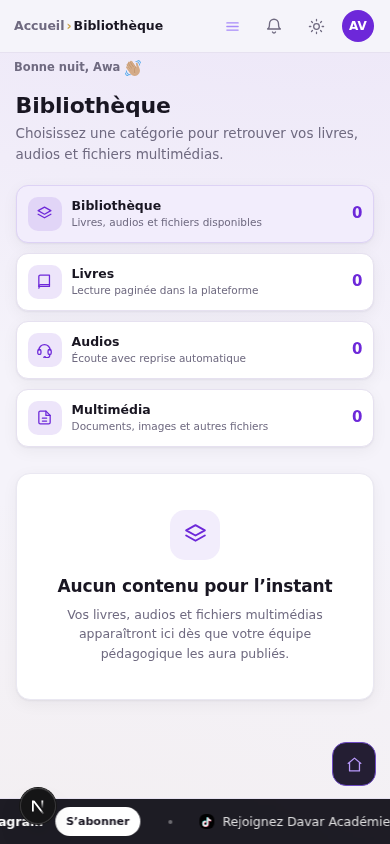 Accueil › Bibliothèque
AV
Bonne nuit, Awa 👋🏽
Bibliothèque
Choisissez une catégorie pour retrouver vos livres,
audios et fichiers multimédias.
Bibliothèque
Livres, audios et fichiers disponibles
0
Livres
Lecture paginée dans la plateforme
0
Audios
Écoute avec reprise automatique
0
Multimédia
Documents, images et autres fichiers
0
Aucun contenu pour l’instant
Vos livres, audios et fichiers multimédias
apparaîtront ici dès que votre équipe
pédagogique les aura publiés.
N
S’abonner • Rejoignez Davar Académie